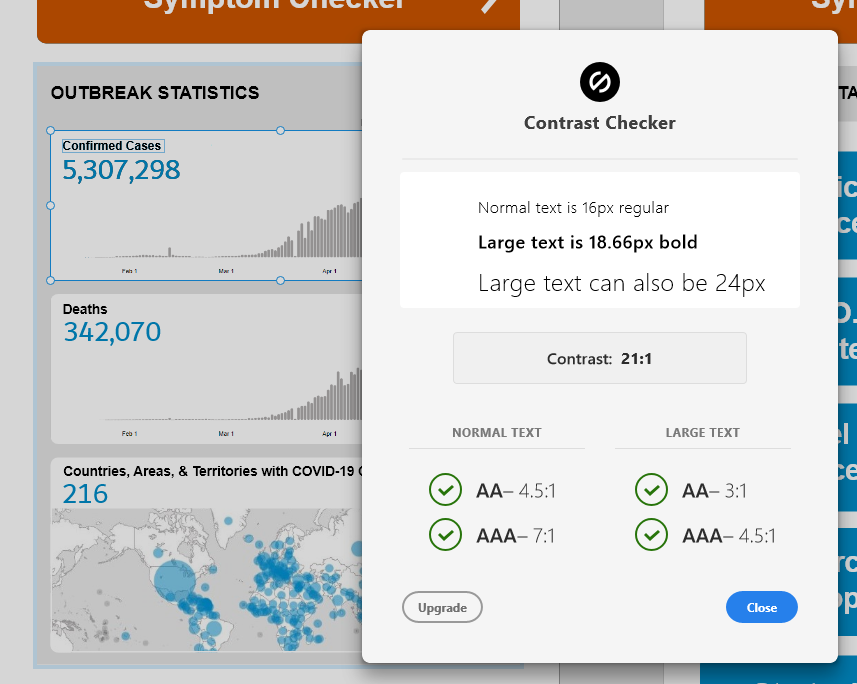 Symptom Checker
Sy
OUTBREAK STATISTICS
Confirmed Cases
5,307,298
Feb 1
Mar 1
Apr 1
Deaths
342,070
Feb 1
Mar 1
Apr 1
Countries, Areas, & Territories with COVID-19
216
Contrast Checker
Normal text is 16px regular
Large text is 18.66px bold
Large text can also be 24px
Contrast: 21:1
NORMAL TEXT
LARGE TEXT
AA– 4.5:1
AA– 3:1
AAA– 7:1
AAA– 4.5:1
Upgrade
Close